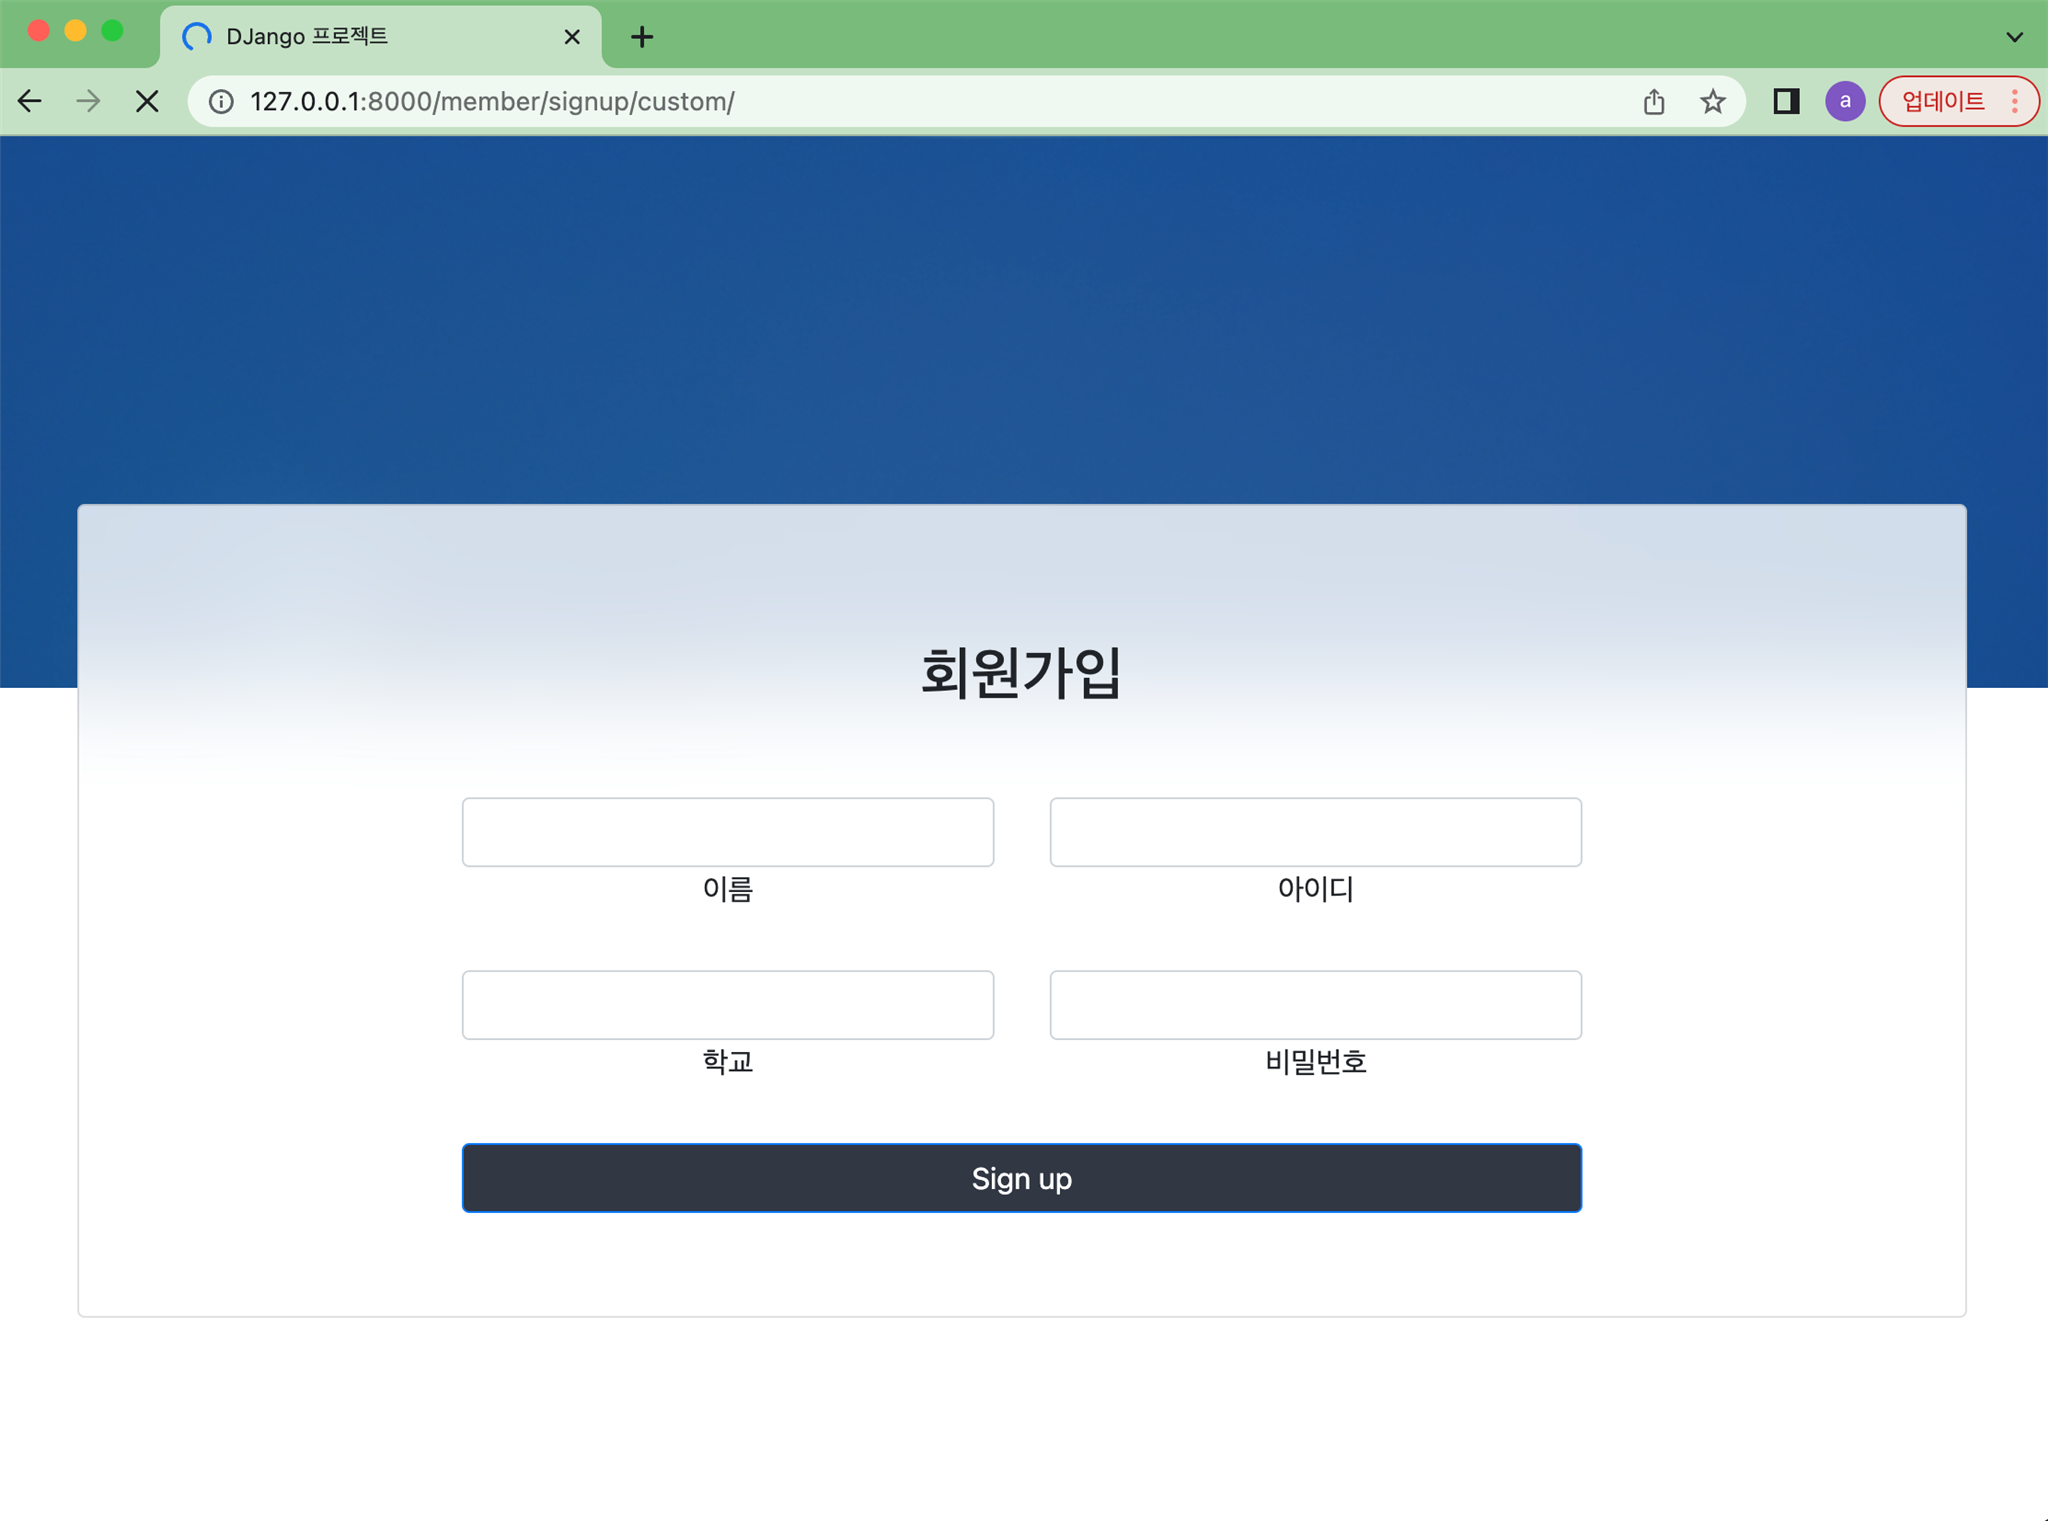 DJango 프로젝트
127.0.0.1:8000/member/signup/custom/
a
업데이트
회원가입
이름
아이디
학교
비밀번호
Sign up